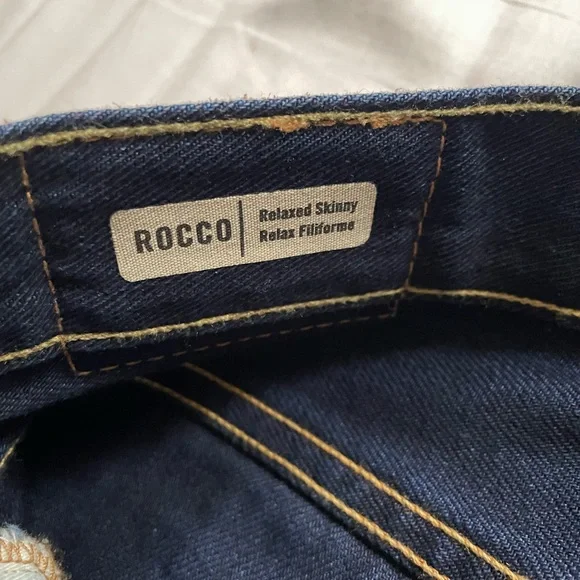 ROCCO
Relaxed Skinny
Relax Filiforme